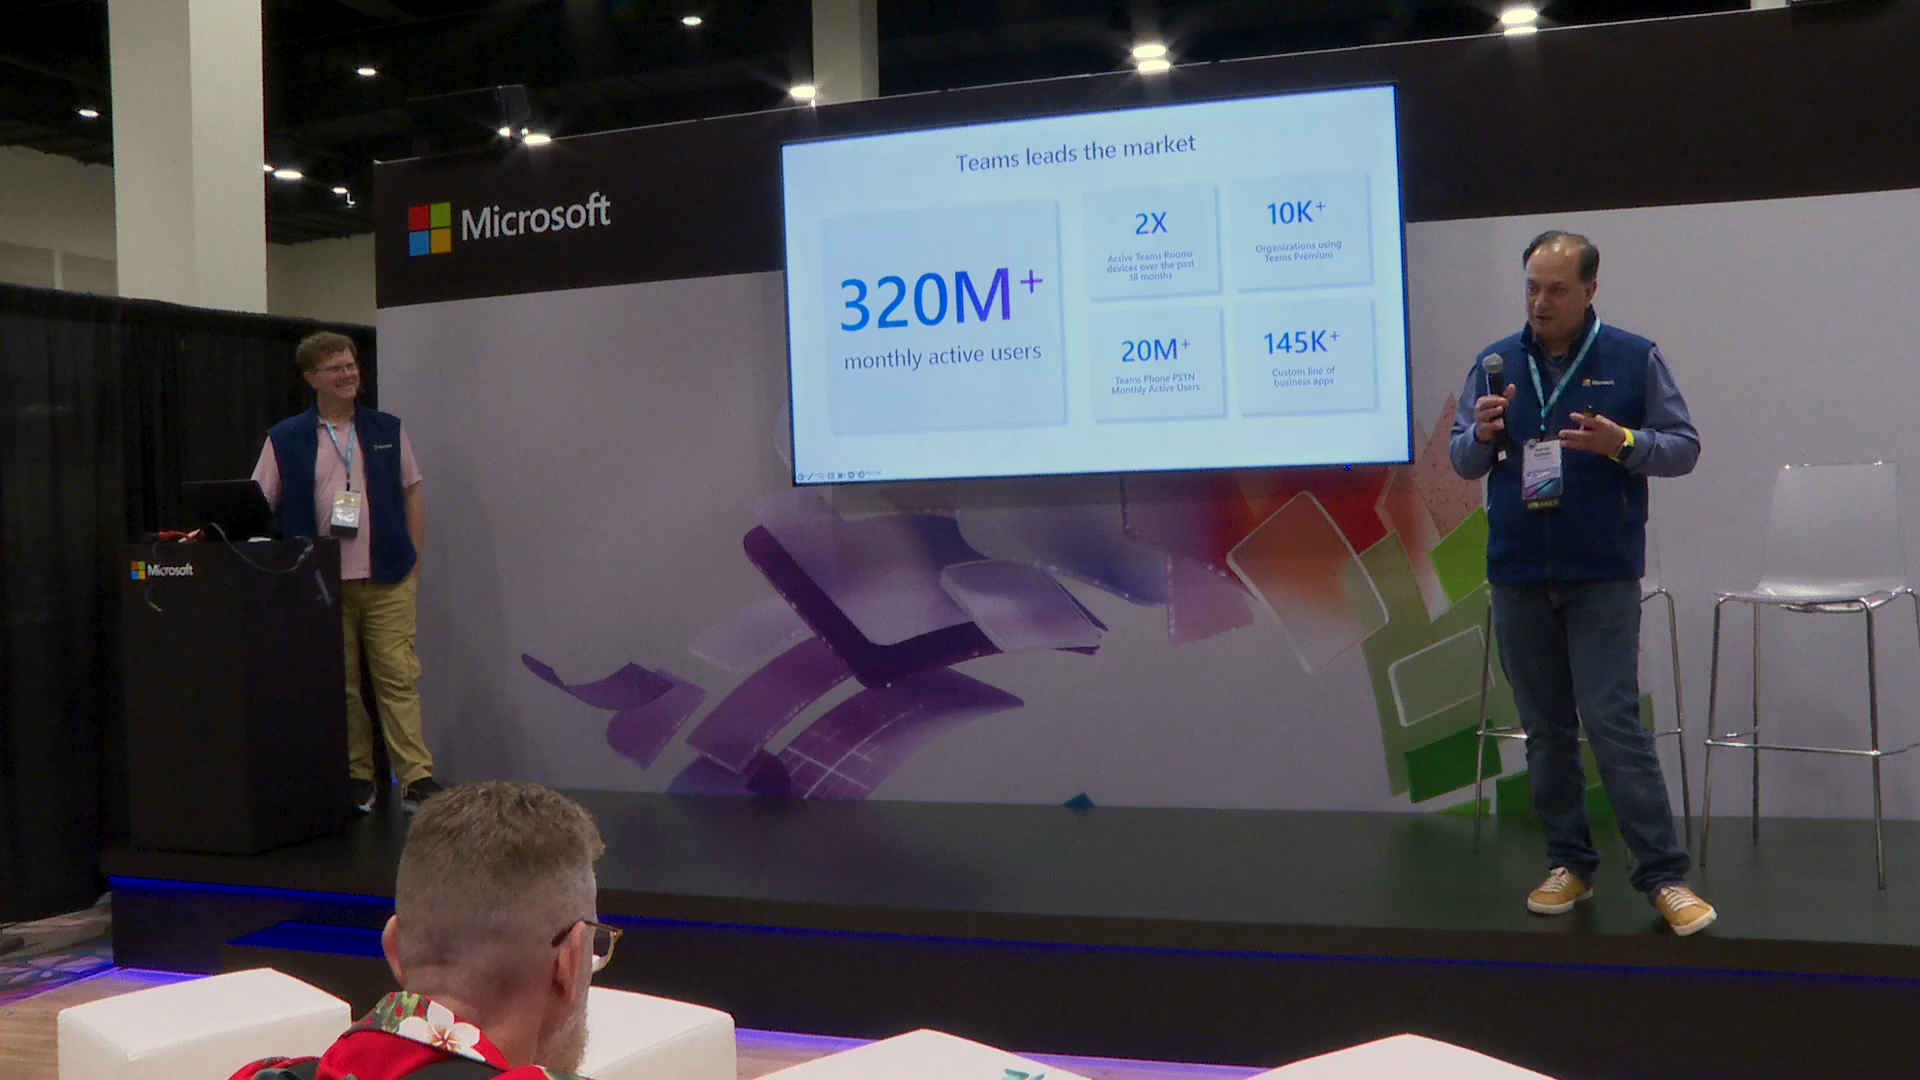 Microsoft
Teams leads the market
320M+
monthly active users
2X
Active Teams Rooms
devices over the past
18 months
10K+
Organizations using
Teams Premium
20M+
Teams Phone PSTN
Monthly Active Users
145K+
Custom line of
business apps
Microsoft
Microsoft